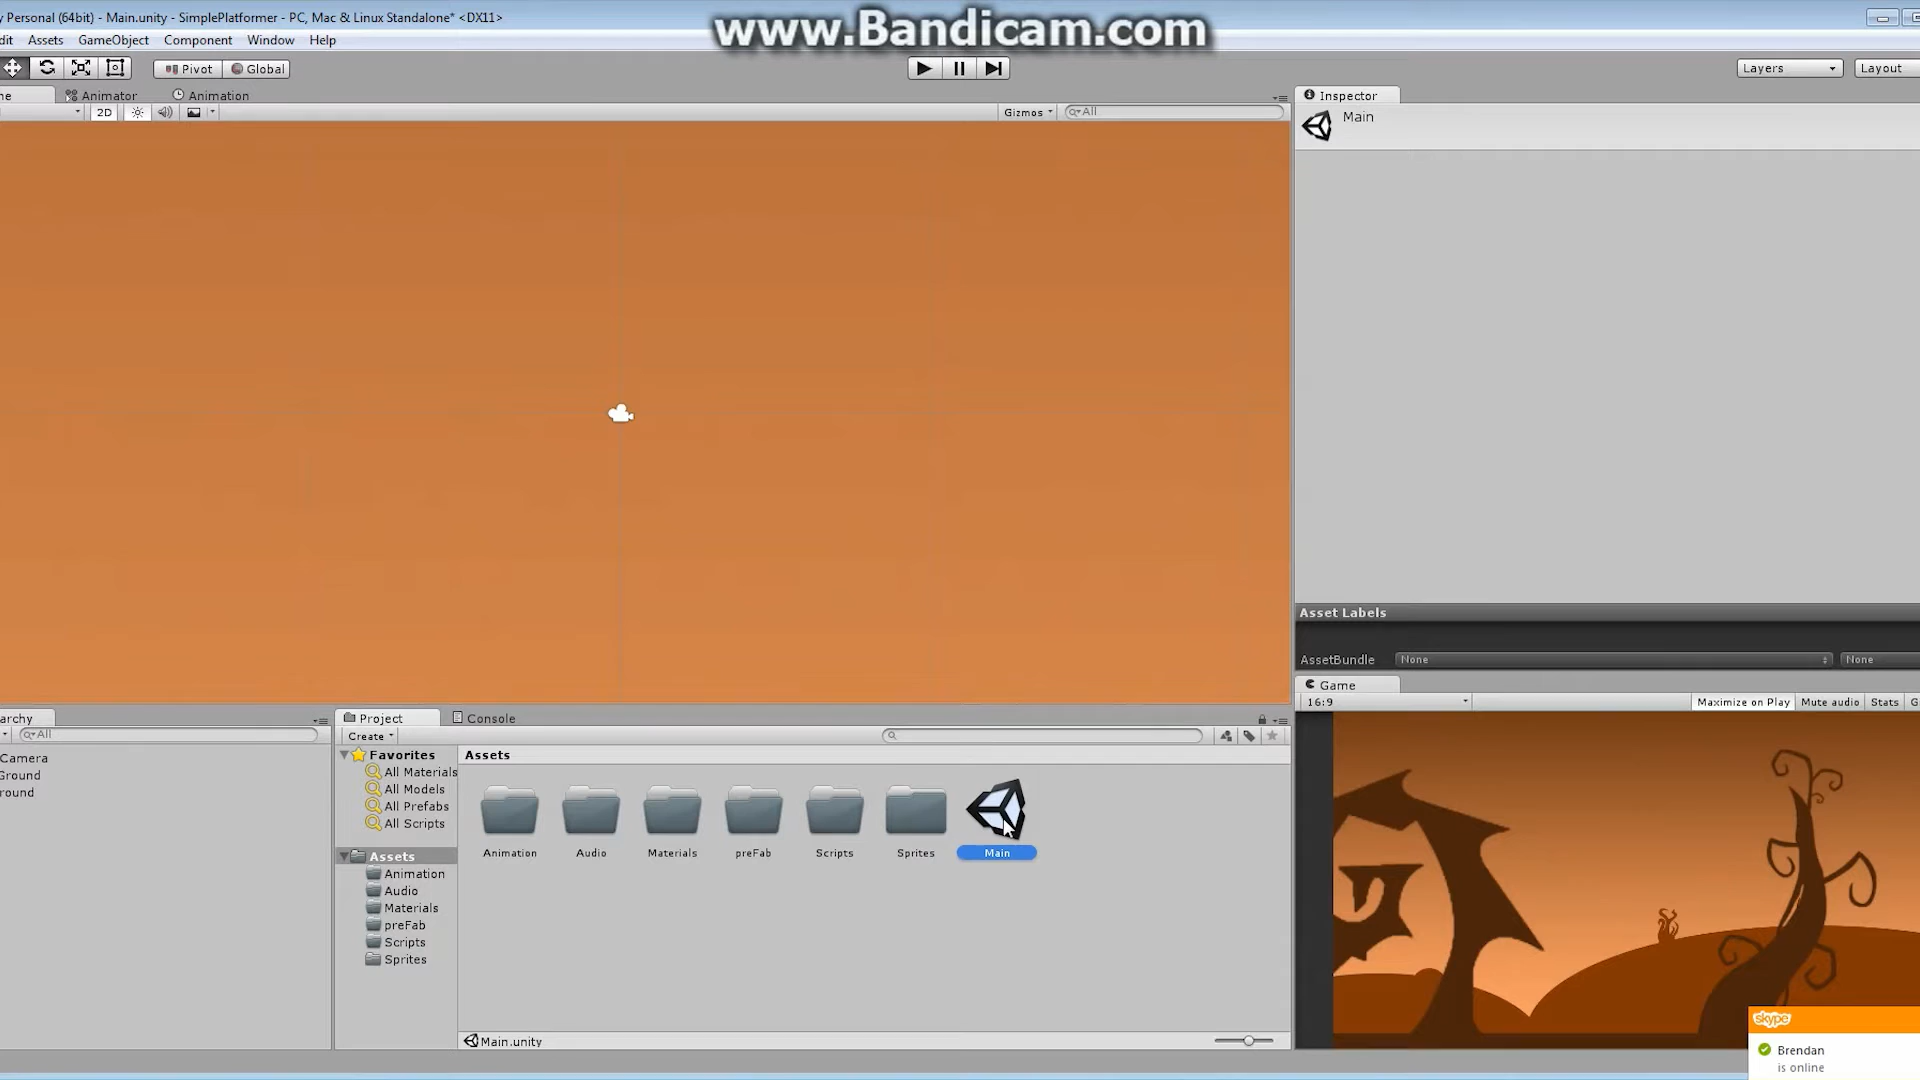 y Personal (64bit) - Main.unity - SimplePlatformer - PC, Mac & Linux Standalone* <DX11>
www.Bandicam.com
dit Assets GameObject Component Window Help
Pivot Global Layers Layout
ne Animator Animation Inspector
2D Gizmos All Main
Asset Labels
AssetBundle None None
Game
16:9 Maximize on Play Mute audio Stats G
archy Project Console
All Create
Camera
Ground
round
Favorites
All Materials
All Models
All Prefabs
All Scripts
Assets
Animation
Audio
Materials
preFab
Scripts
Sprites
Assets
Animation Audio Materials preFab Scripts Sprites Main
Main.unity
skype
Brendan
is online